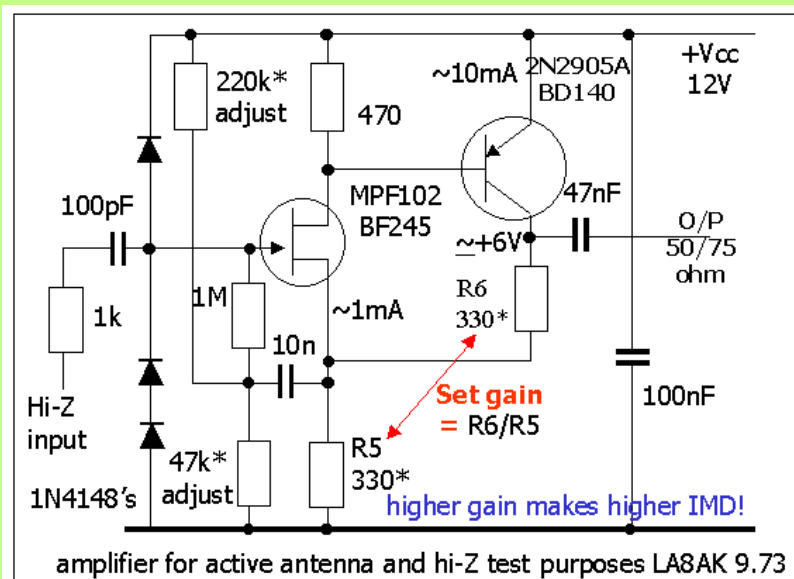 220k*
adjust
470
~10mA
2N2905A
BD140
+Vcc
12V
100pF
MPF102
BF245
47nF
O/P
50/75
ohm
≃+6V
1k
1M
~1mA
R6
330*
10n
Set gain
= R6/R5
100nF
Hi-Z
input
47k*
adjust
R5
330*
1N4148's
higher gain makes higher IMD!
amplifier for active antenna and hi-Z test purposes LA8AK 9.73